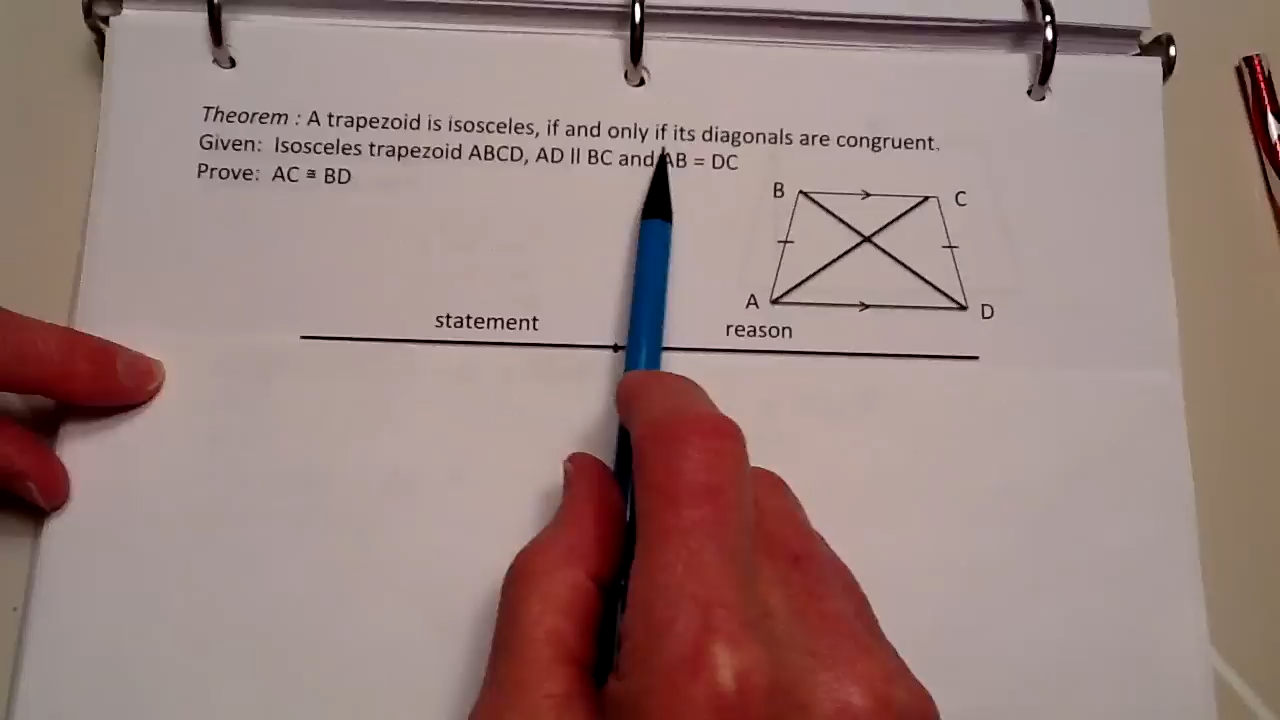 Theorem : A trapezoid is isosceles, if and only if its diagonals are congruent.
Given: Isosceles trapezoid ABCD, AD ll BC and AB = DC
Prove: AC ≅ BD
B
C
A
D
statement
reason